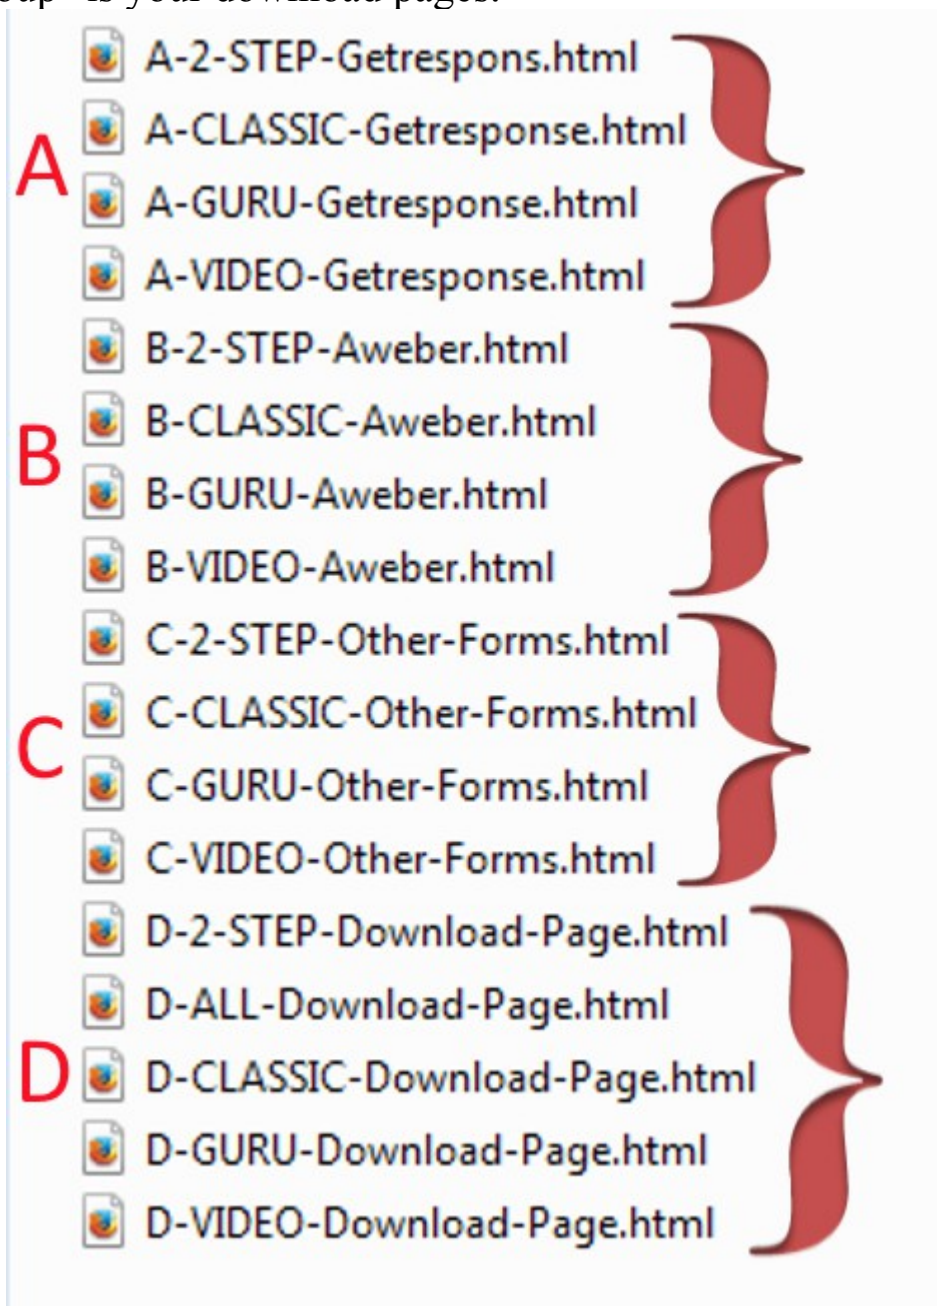 is your download pages.
A-2-STEP-Getrespons.html
A-CLASSIC-Getresponse.html
A
A-GURU-Getresponse.html
A-VIDEO-Getresponse.html
B-2-STEP-Aweber.html
B-CLASSIC-Aweber.html
B
B-GURU-Aweber.html
B-VIDEO-Aweber.html
C-2-STEP-Other-Forms.html
C-CLASSIC-Other-Forms.html
C
C-GURU-Other-Forms.html
C-VIDEO-Other-Forms.html
D-2-STEP-Download-Page.html
D-ALL-Download-Page.html
D
D-CLASSIC-Download-Page.html
D-GURU-Download-Page.html
D-VIDEO-Download-Page.html